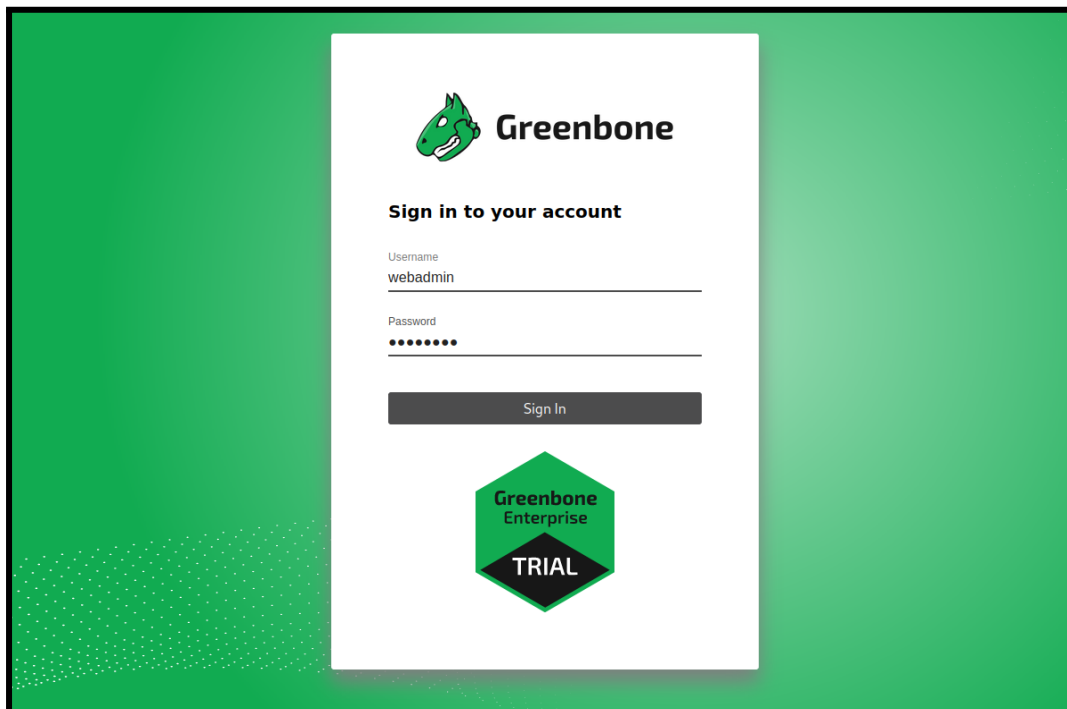 Greenbone
Sign in to your account
Username
webadmin
Password
••••••••
Sign In
Greenbone
Enterprise
TRIAL